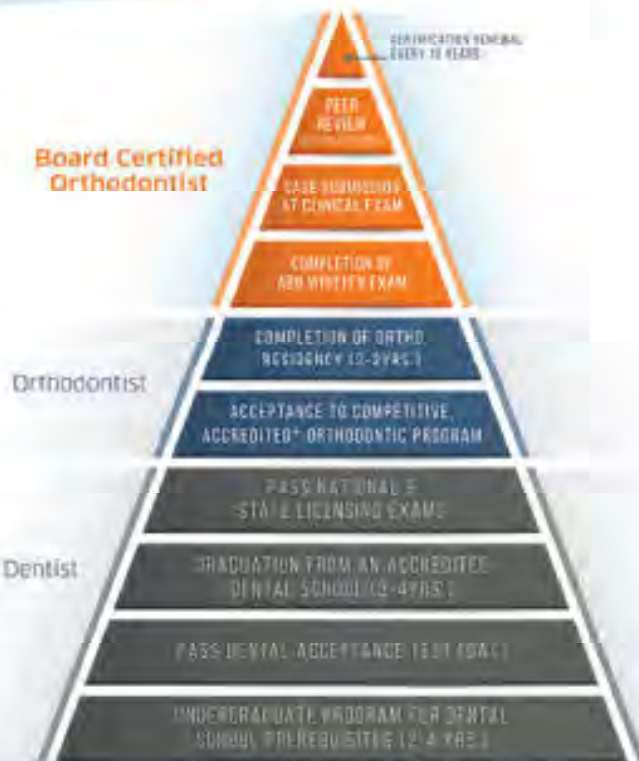 CERTIFICATION RENEWAL
EVERY 10 YEARS
PEER
REVIEW
Board Certified
Orthodontist
CASE SUBMISSION
AT CLINICAL EXAM
COMPLETION OF
ABO WRITTEN EXAM
COMPLETION OF ORTHO
RESIDENCY (2-3YRS.)
Orthodontist
ACCEPTANCE TO COMPETITIVE,
ACCREDITED* ORTHODONTIC PROGRAM
PASS NATIONAL &
STATE LICENSING EXAMS
Dentist
GRADUATION FROM AN ACCREDITED
DENTAL SCHOOL (3-4YRS.)
PASS DENTAL ACCEPTANCE TEST (DAT)
UNDERGRADUATE PROGRAM FOR DENTAL
SCHOOL PREREQUISITES (2-4 YRS.)